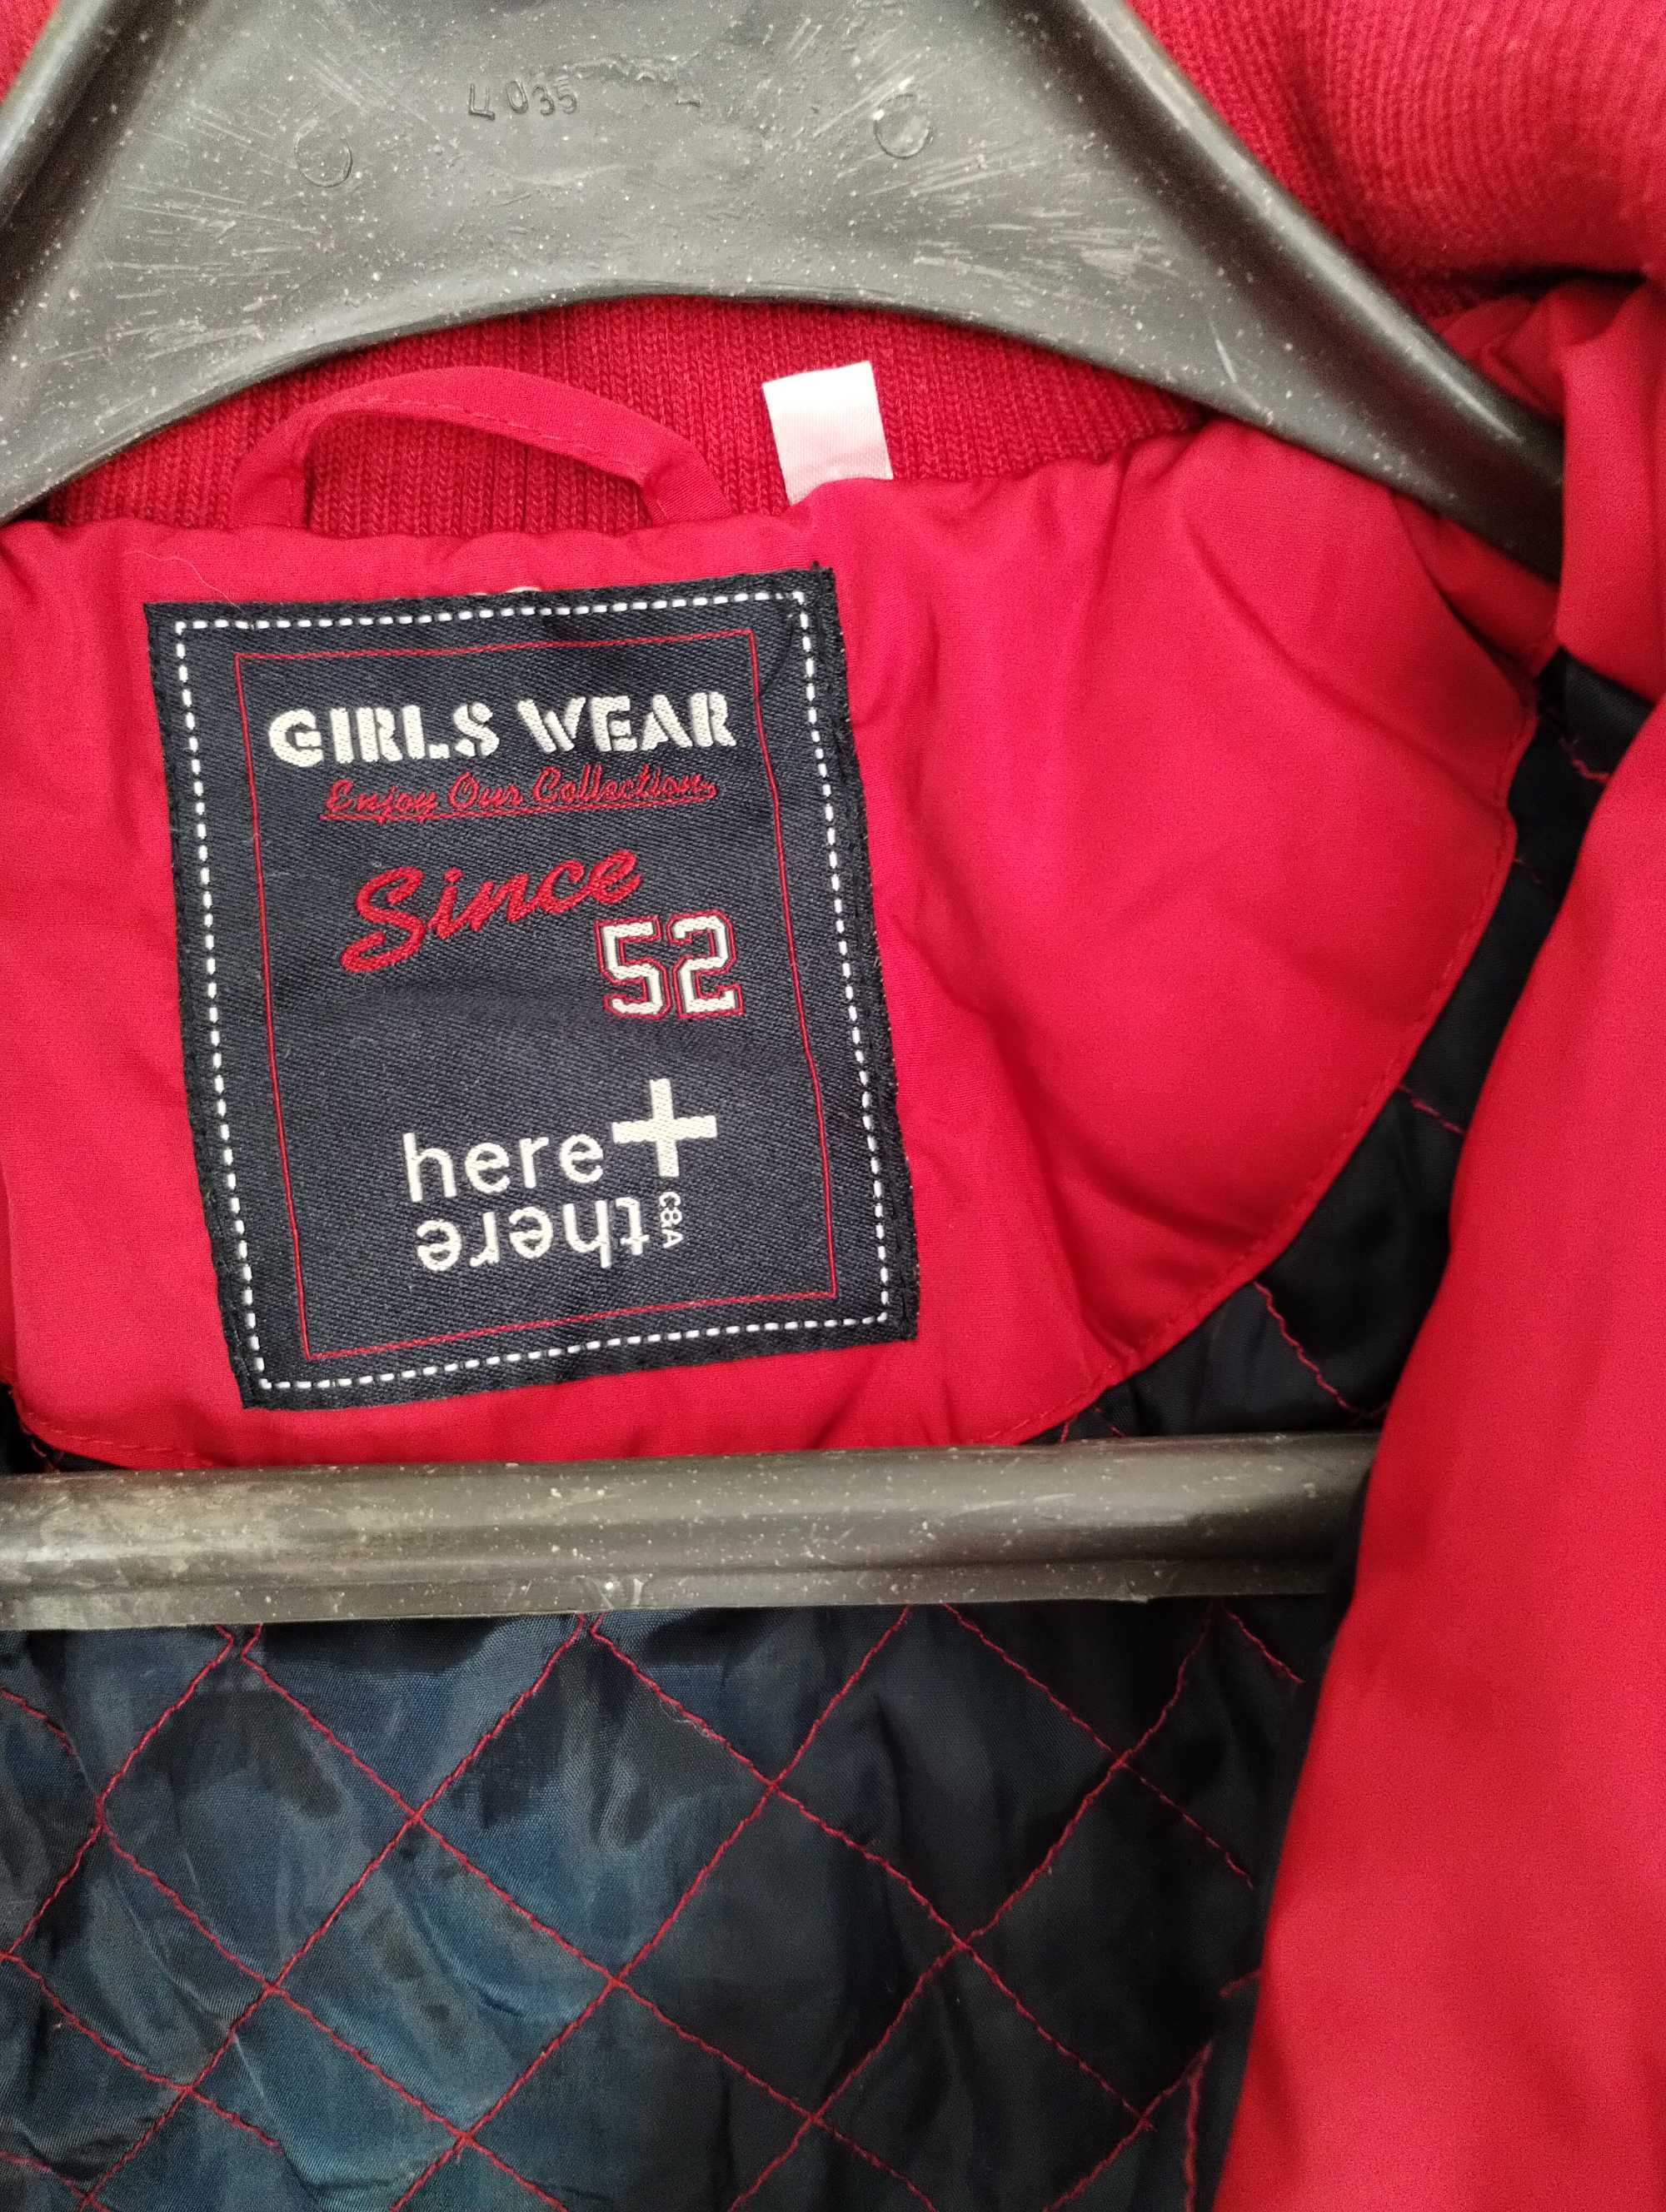 Ц 035
GIRLS WEAR
Enjoy Our Collection
Since
52
here+
there
C&A